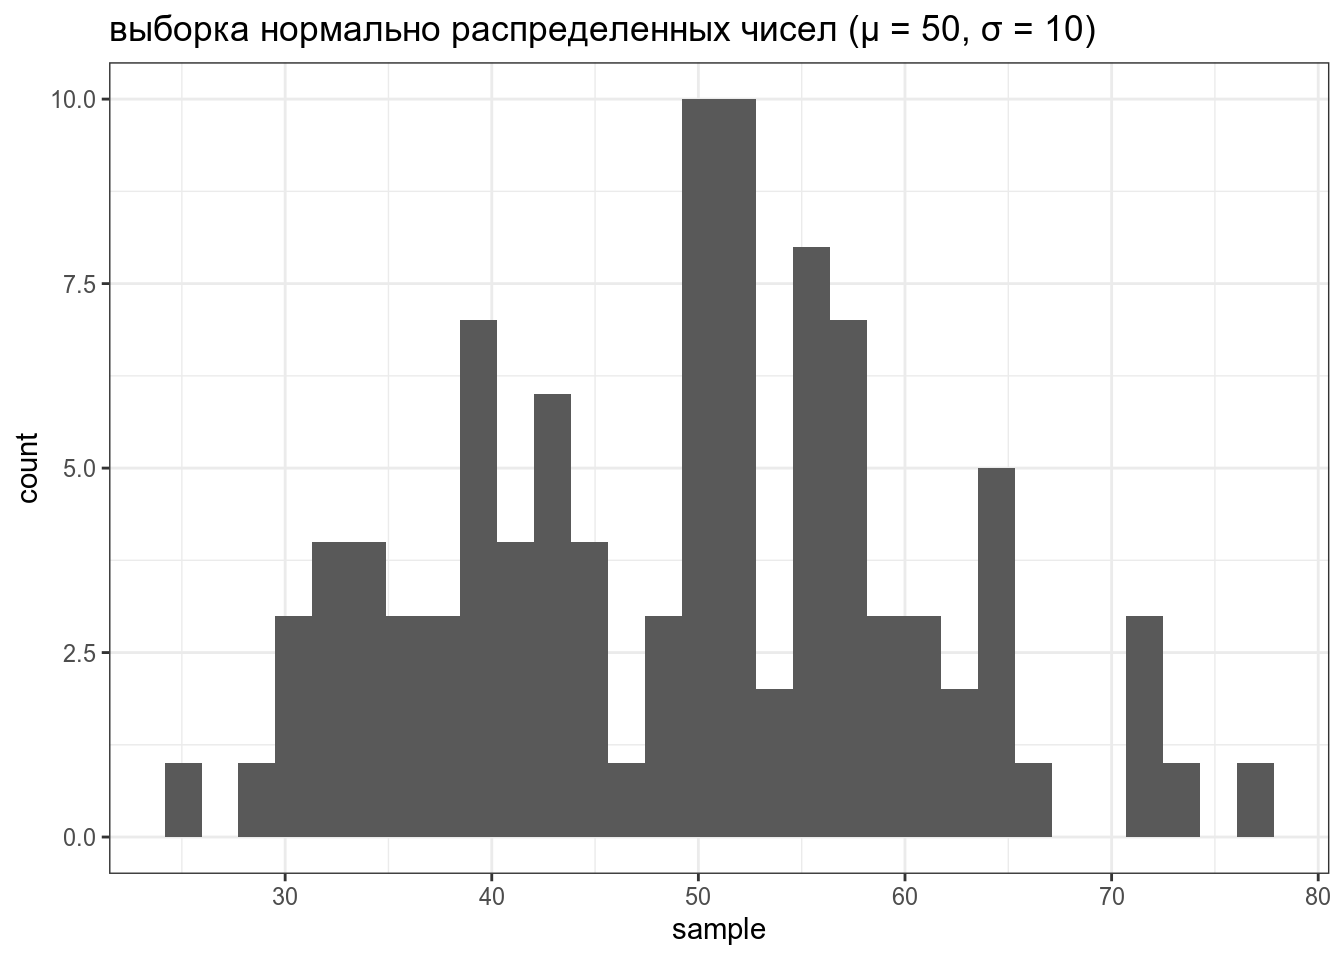 выборка нормально распределенных чисел (μ = 50, σ = 10)
10.0
7.5
5.0
2.5
0.0
count
30 40 50 60 70 80
sample